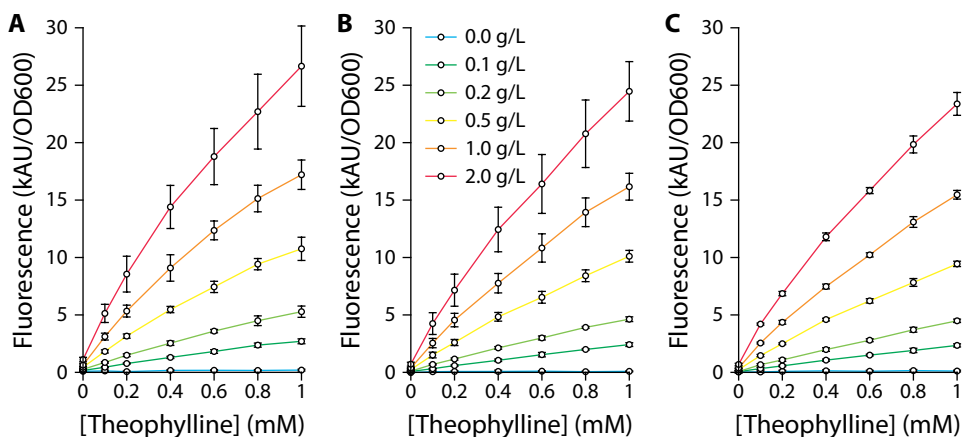 A
Fluorescence (kAU/OD600)
30
25
20
15
10
5
0
0 0.2 0.4 0.6 0.8 1
[Theophylline] (mM)
B
Fluorescence (kAU/OD600)
30
25
20
15
10
5
0
0.0 g/L
0.1 g/L
0.2 g/L
0.5 g/L
1.0 g/L
2.0 g/L
0 0.2 0.4 0.6 0.8 1
[Theophylline] (mM)
C
Fluorescence (kAU/OD600)
30
25
20
15
10
5
0
0 0.2 0.4 0.6 0.8 1
[Theophylline] (mM)